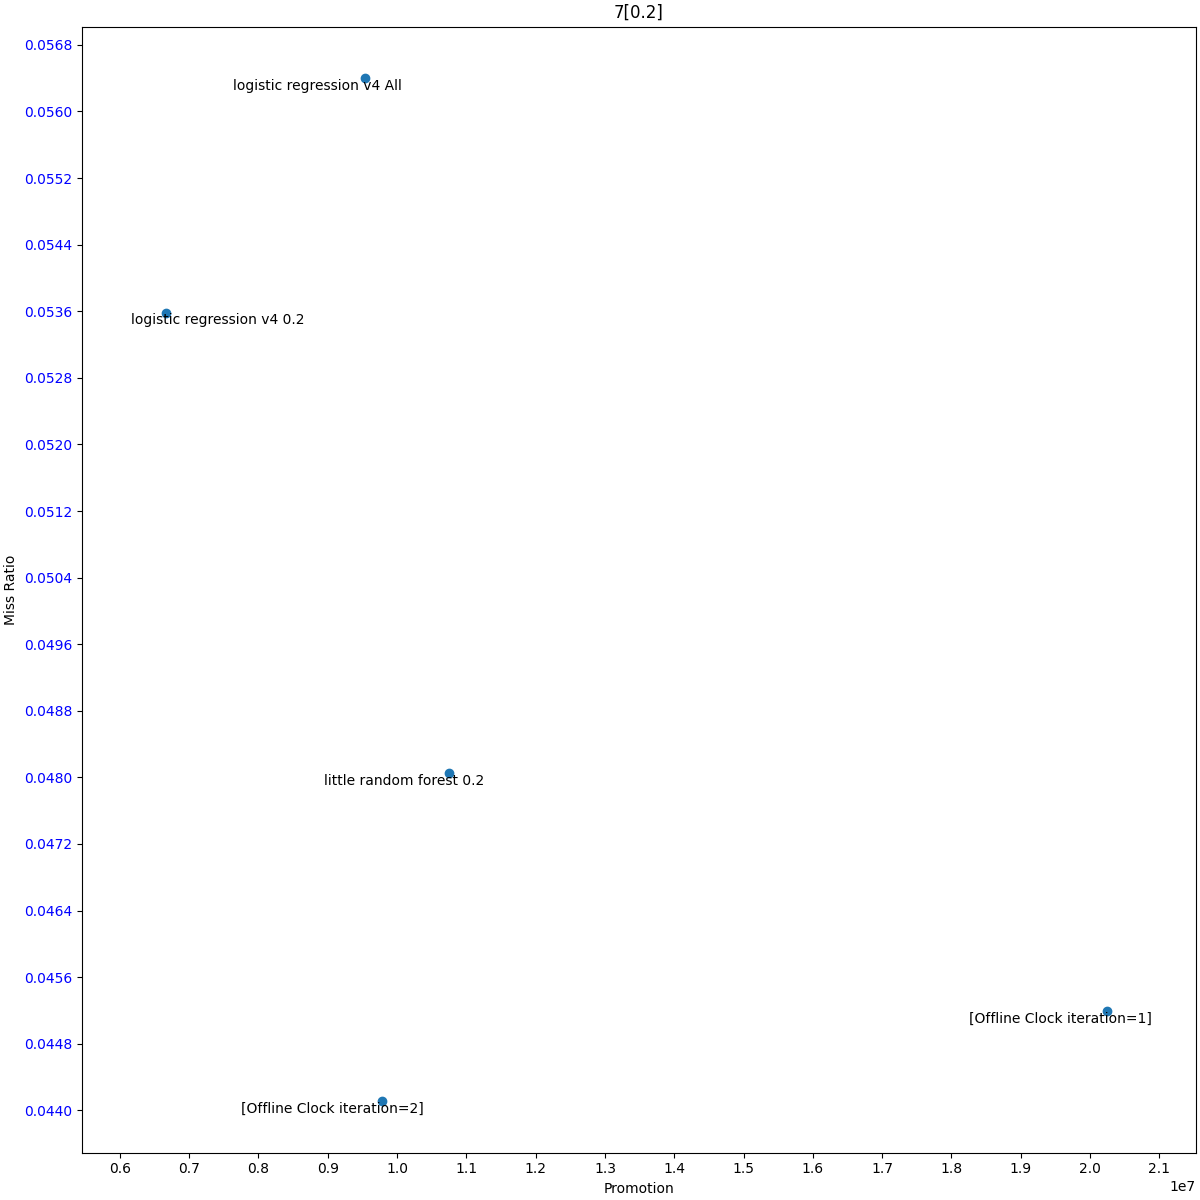 7[0.2]
0.0568
logistic regression v4 All
0.0560
0.0552
0.0544
0.0536
logistic regression v4 0.2
0.0528
0.0520
0.0512
0.0504
Miss Ratio
0.0496
0.0488
0.0480
little random forest 0.2
0.0472
0.0464
0.0456
[Offline Clock iteration=1]
0.0448
0.0440
[Offline Clock iteration=2]
0.6 0.7 0.8 0.9 1.0 1.1 1.2 1.3 1.4 1.5 1.6 1.7 1.8 1.9 2.0 2.1
1e7
Promotion